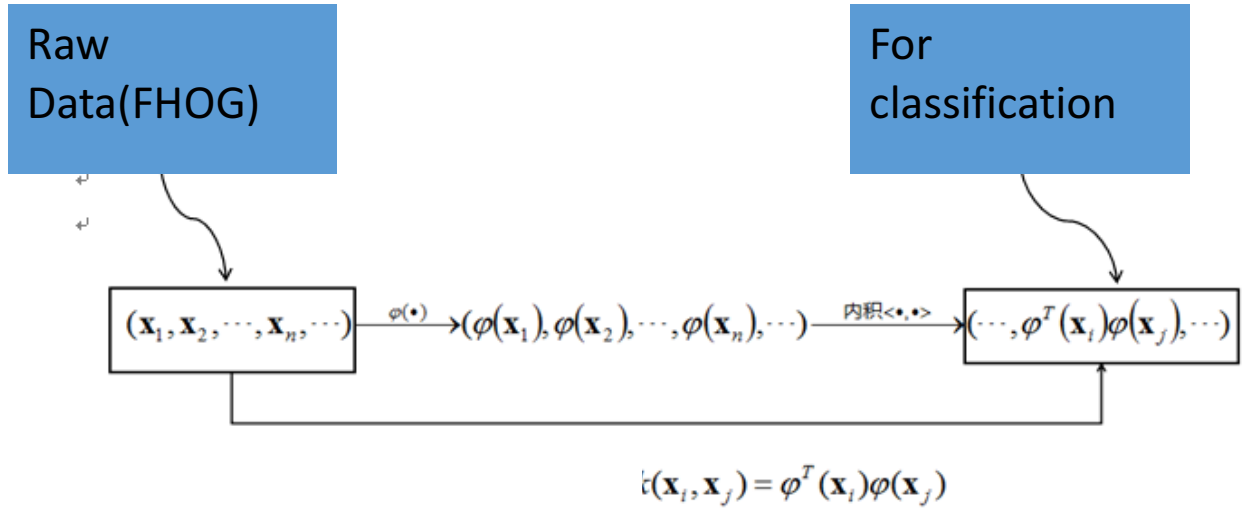 Raw
Data(FHOG)
For
classification
(x₁, x₂, ⋯, xₙ, ⋯)
φ(•)
(φ(x₁), φ(x₂), ⋯, φ(xₙ), ⋯)
内积<•,•>
(⋯, φᵀ(xᵢ)φ(xⱼ), ⋯)
(xᵢ, xⱼ) = φᵀ(xᵢ)φ(xⱼ)